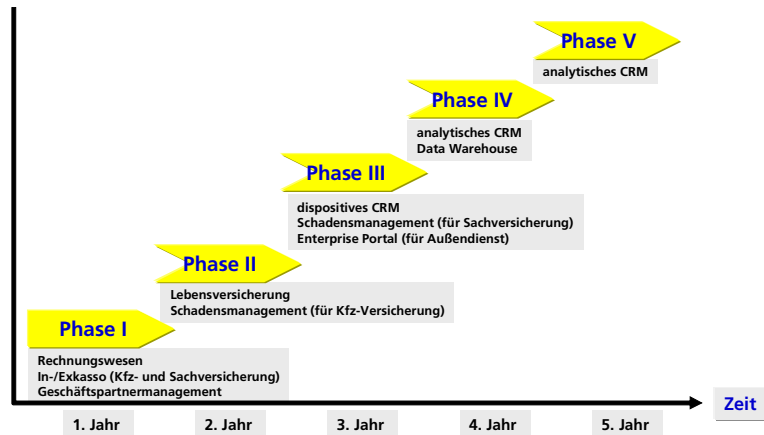 Phase V
analytisches CRM
Phase IV
analytisches CRM
Data Warehouse
Phase III
dispositives CRM
Schadensmanagement (für Sachversicherung)
Enterprise Portal (für Außendienst)
Phase II
Lebensversicherung
Schadensmanagement (für Kfz-Versicherung)
Phase I
Rechnungswesen
In-/Exkasso (Kfz- und Sachversicherung)
Geschäftspartnermanagement
Zeit
1. Jahr
2. Jahr
3. Jahr
4. Jahr
5. Jahr